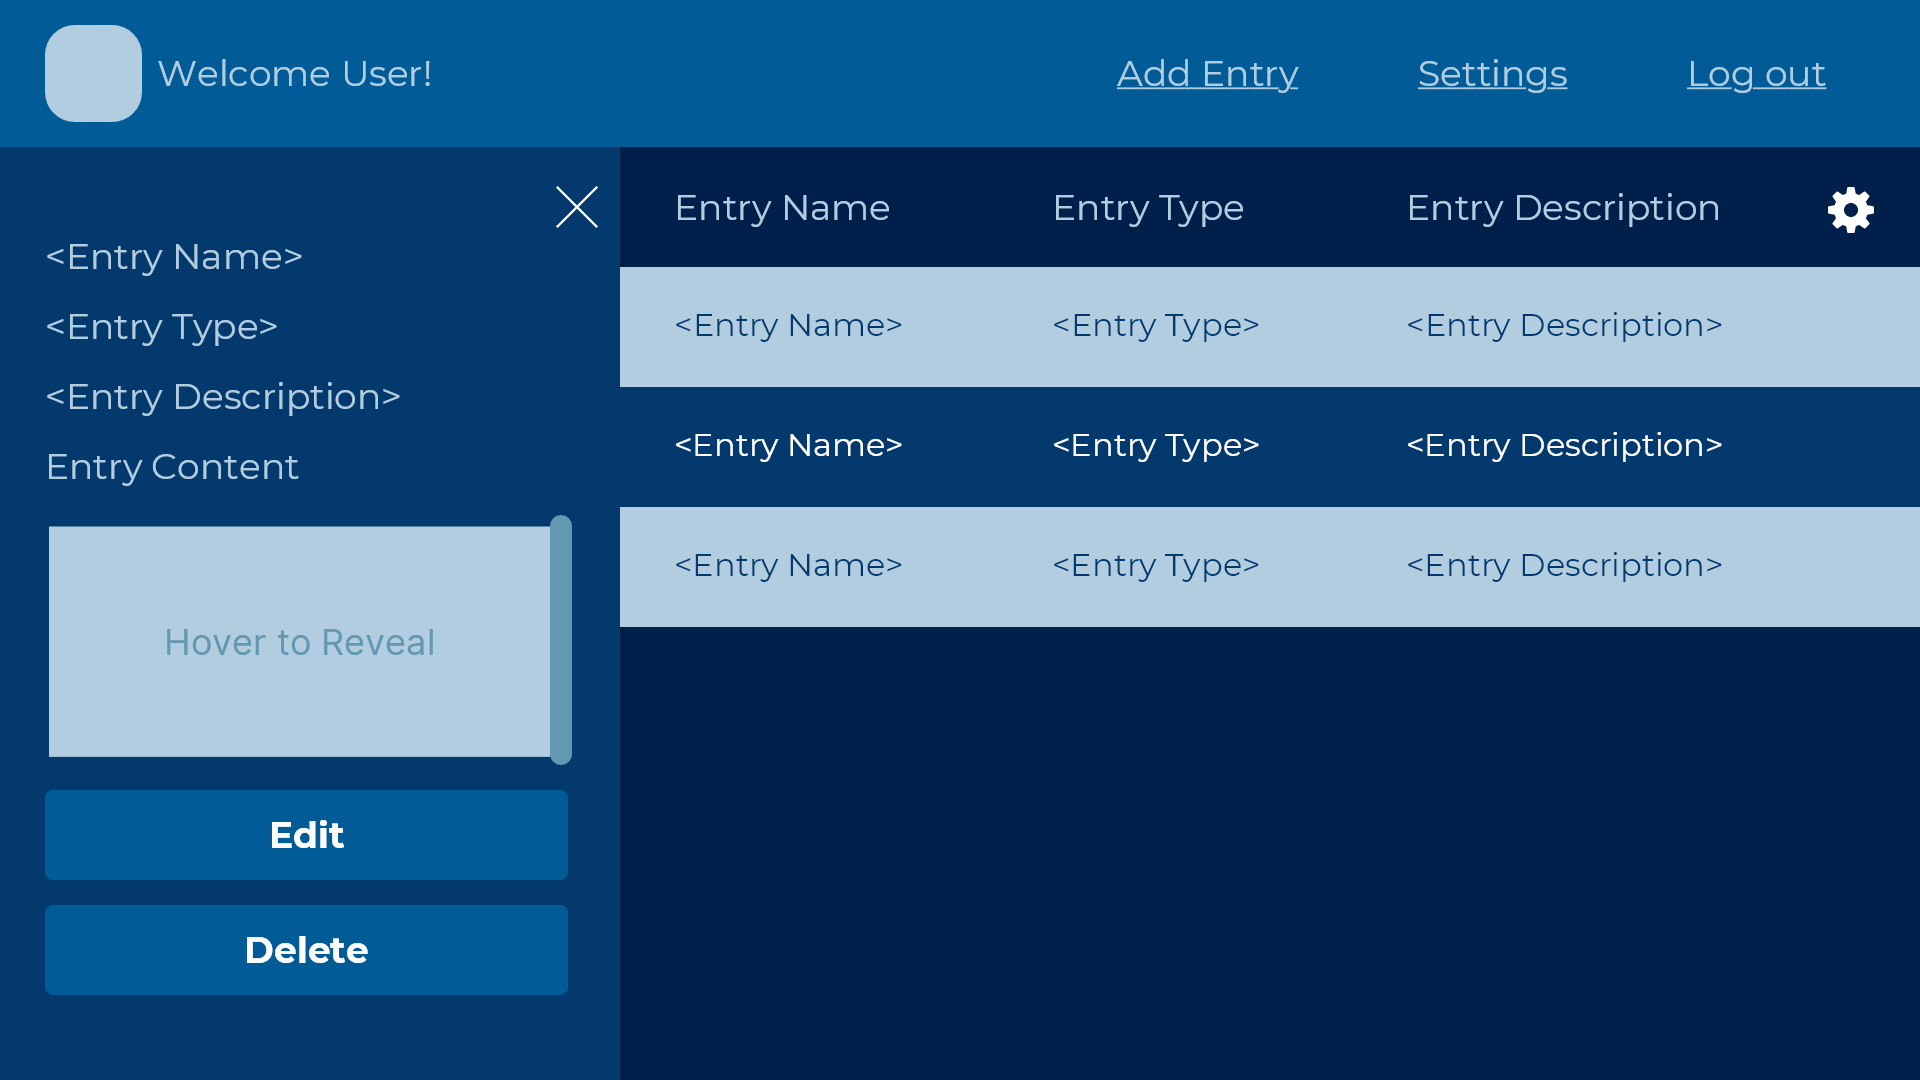 Welcome User!
Add Entry
Settings
Log out
<Entry Name>
<Entry Type>
<Entry Description>
Entry Content
Hover to Reveal
Edit
Delete
Entry Name Entry Type Entry Description
<Entry Name> <Entry Type> <Entry Description>
<Entry Name> <Entry Type> <Entry Description>
<Entry Name> <Entry Type> <Entry Description>